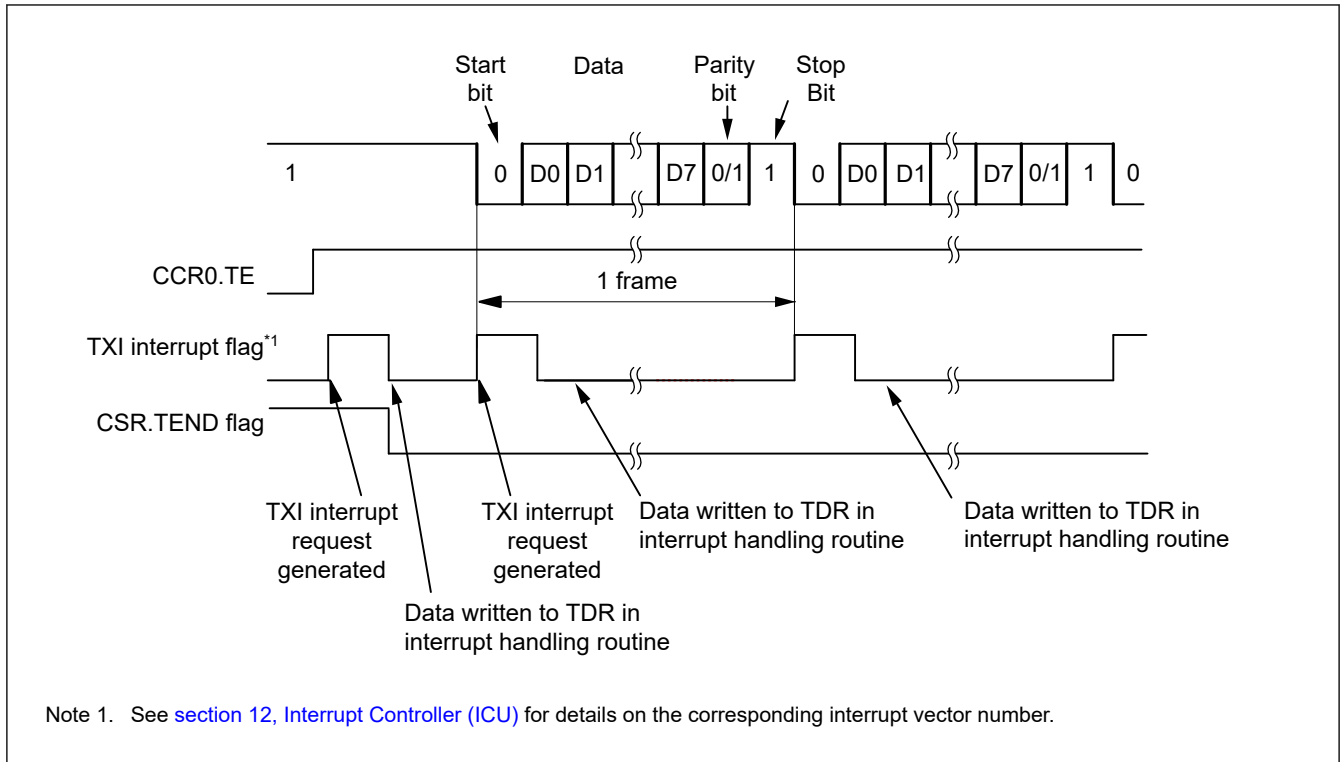 Start
bit
Data
Parity
bit
Stop
Bit
1
0 D0 D1 D7 0/1 1 0 D0 D1 D7 0/1 1 0
CCR0.TE
1 frame
TXI interrupt flag*1
CSR.TEND flag
TXI interrupt
request
generated
TXI interrupt
request
generated
Data written to TDR in
interrupt handling routine
Data written to TDR in
interrupt handling routine
Data written to TDR in
interrupt handling routine
Note 1. See section 12, Interrupt Controller (ICU) for details on the corresponding interrupt vector number.